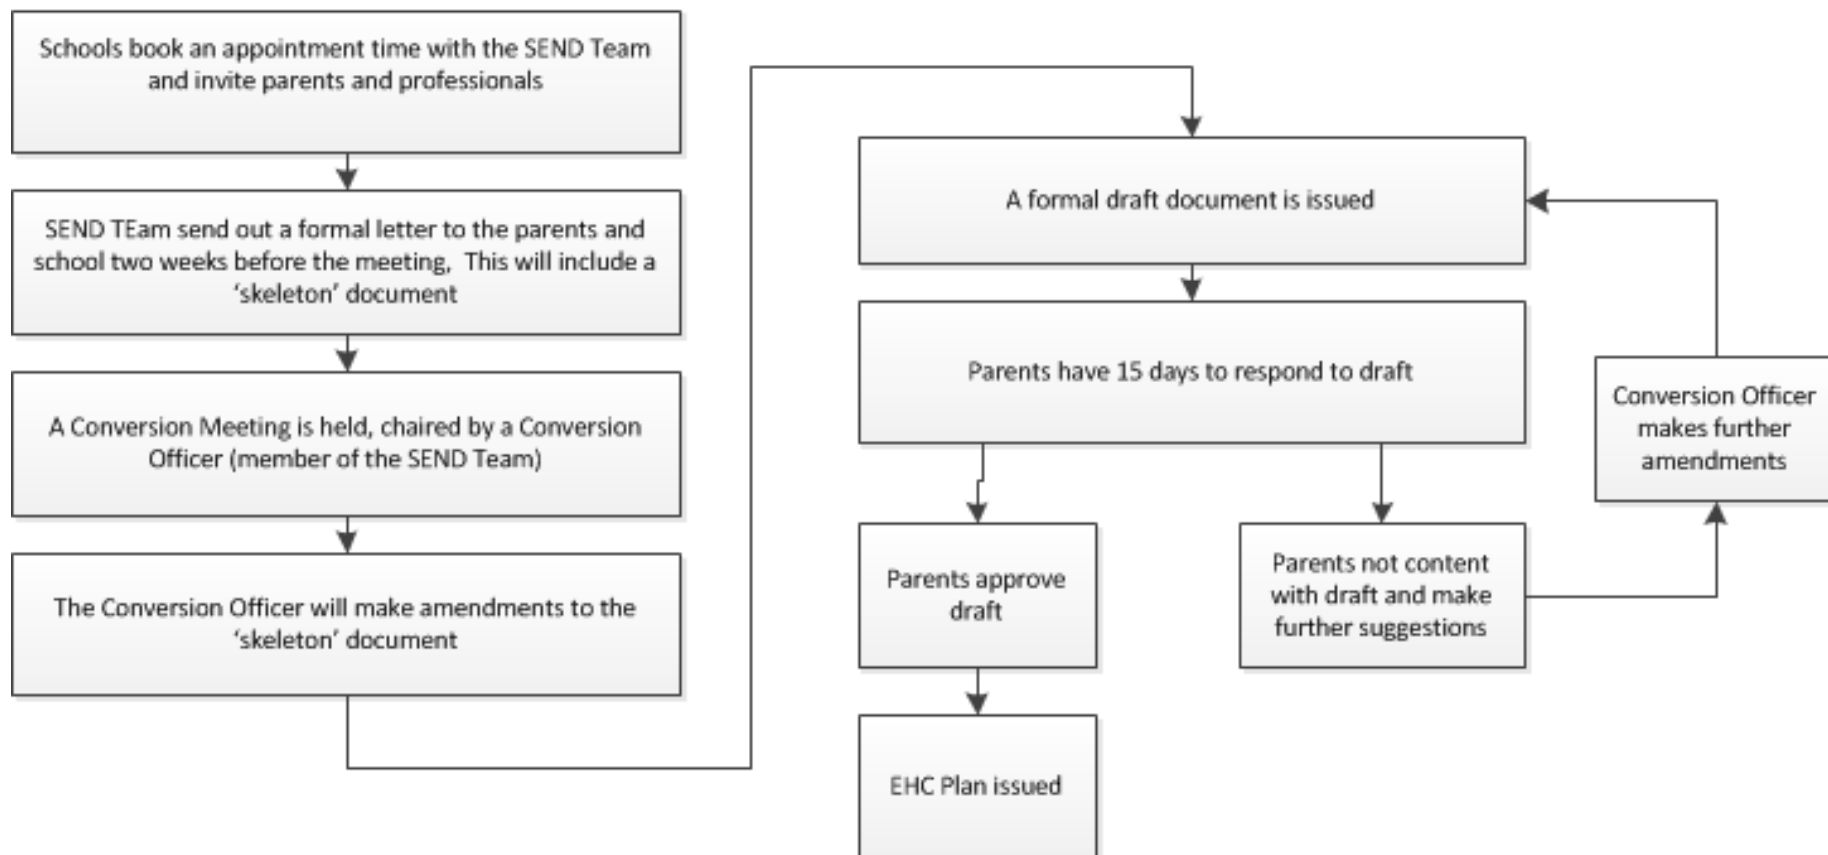 Schools book an appointment time with the SEND Team
and invite parents and professionals
SEND TEam send out a formal letter to the parents and
school two weeks before the meeting,  This will include a
‘skeleton’ document
A Conversion Meeting is held, chaired by a Conversion
Officer (member of the SEND Team)
The Conversion Officer will make amendments to the
‘skeleton’ document
A formal draft document is issued
Parents have 15 days to respond to draft
Parents approve
draft
EHC Plan issued
Parents not content
with draft and make
further suggestions
Conversion Officer
makes further
amendments